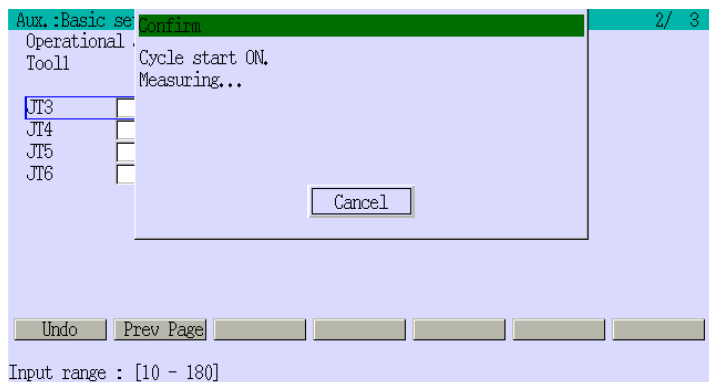 Aux.:Basic se
2/ 3
Operational
Tool1
Confirm
Cycle start ON.
Measuring...
JT3
JT4
JT5
JT6
Cancel
Undo Prev Page
Input range : [10 - 180]